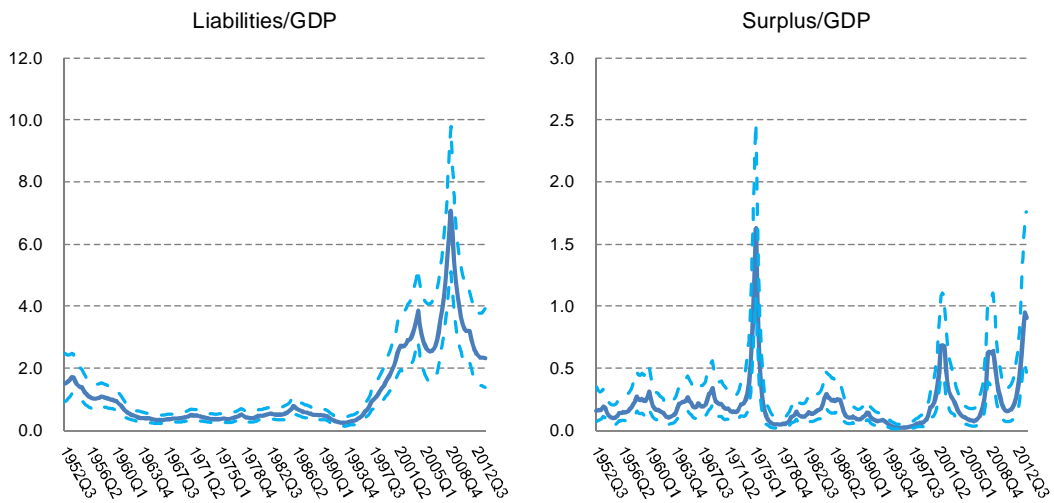 Liabilities/GDP
12.0
10.0
8.0
6.0
4.0
2.0
0.0
1952Q3
1956Q2
1960Q1
1963Q4
1967Q3
1971Q2
1975Q1
1978Q4
1982Q3
1986Q2
1990Q1
1993Q4
1997Q3
2001Q2
2005Q1
2008Q4
2012Q3
Surplus/GDP
3.0
2.5
2.0
1.5
1.0
0.5
0.0
1952Q3
1956Q2
1960Q1
1963Q4
1967Q3
1971Q2
1975Q1
1978Q4
1982Q3
1986Q2
1990Q1
1993Q4
1997Q3
2001Q2
2005Q1
2008Q4
2012Q3